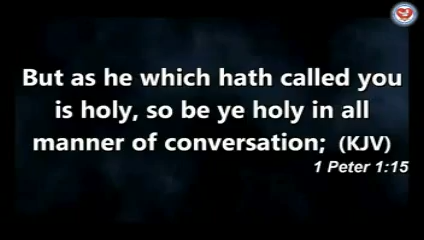 But as he which hath called you
is holy, so be ye holy in all
manner of conversation; (KJV)
1 Peter 1:15